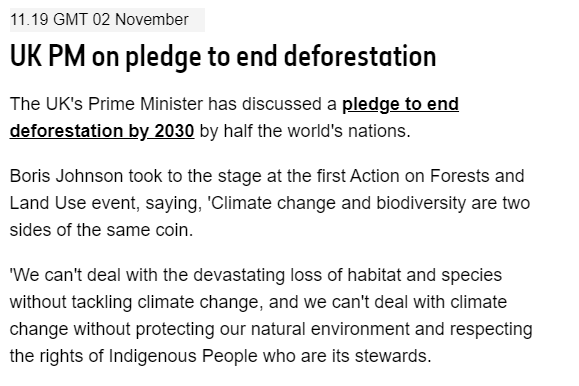 11.19 GMT 02 November
UK PM on pledge to end deforestation
The UK's Prime Minister has discussed a pledge to end
deforestation by 2030 by half the world's nations.
Boris Johnson took to the stage at the first Action on Forests and
Land Use event, saying, 'Climate change and biodiversity are two
sides of the same coin.
'We can't deal with the devastating loss of habitat and species
without tackling climate change, and we can't deal with climate
change without protecting our natural environment and respecting
the rights of Indigenous People who are its stewards.